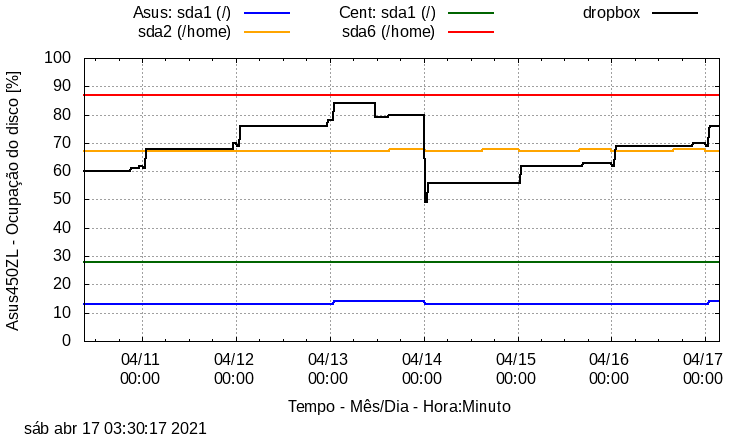 Asus: sda1 (/)
Cent: sda1 (/)
dropbox
sda2 (/home)
sda6 (/home)
Asus450ZL - Ocupação do disco [%]
100
90
80
70
60
50
40
30
20
10
0
04/11 04/12 04/13 04/14 04/15 04/16 04/17
00:00 00:00 00:00 00:00 00:00 00:00 00:00
Tempo - Mês/Dia - Hora:Minuto
sáb abr 17 03:30:17 2021